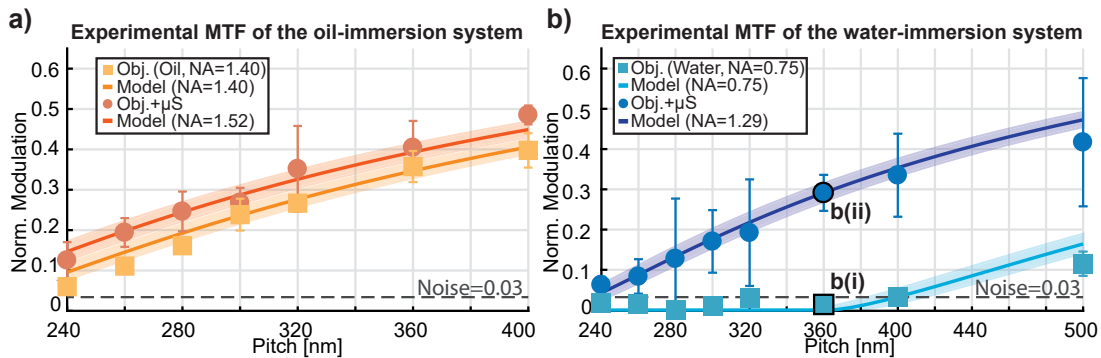 a)
Experimental MTF of the oil-immersion system
Norm. Modulation
0.6
0.5
0.4
0.3
0.2
0.1
0
Obj. (Oil, NA=1.40)
Model (NA=1.40)
Obj.+µS
Model (NA=1.52)
Noise=0.03
240
280
320
360
400
Pitch [nm]
b)
Experimental MTF of the water-immersion system
Norm. Modulation
0.6
0.5
0.4
0.3
0.2
0.1
0
Obj. (Water, NA=0.75)
Model (NA=0.75)
Obj.+µS
Model (NA=1.29)
b(ii)
b(i)
Noise=0.03
240
280
320
360
400
440
500
Pitch [nm]